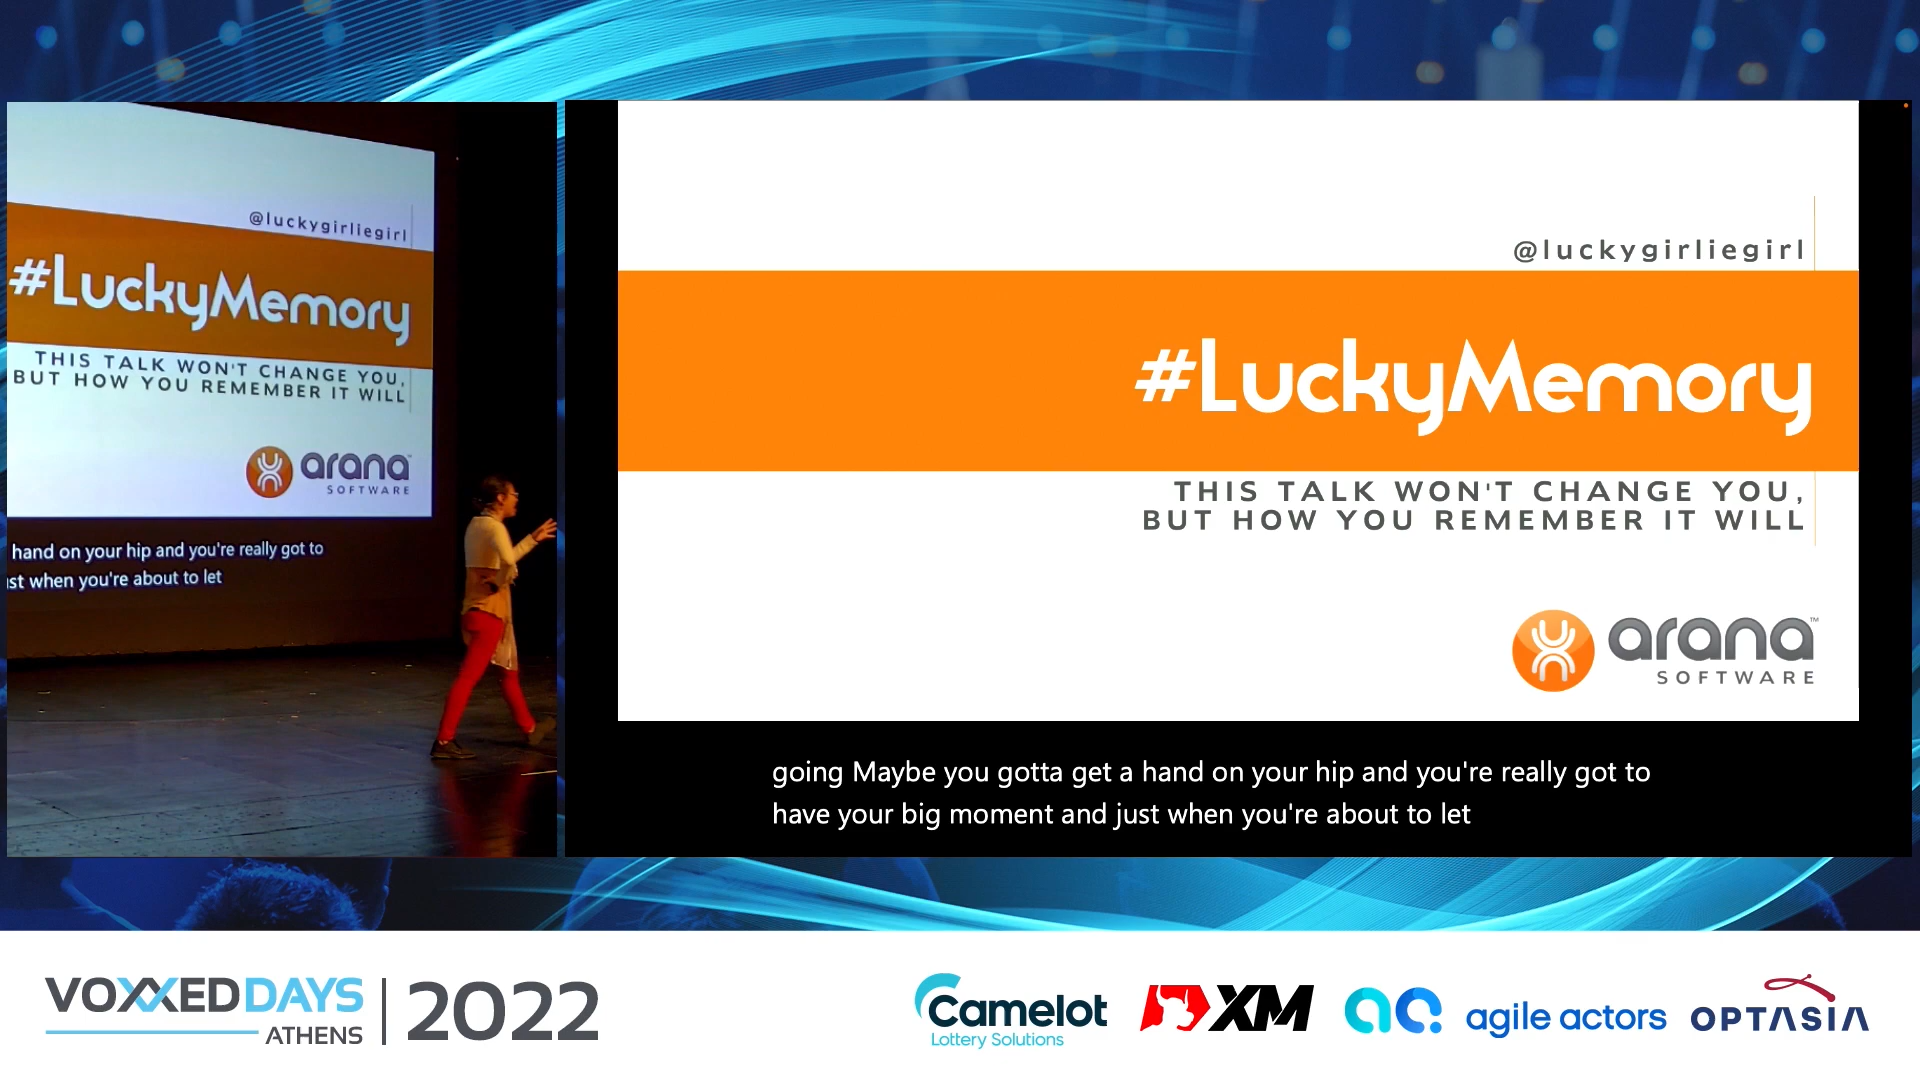 @luckygirliegirl
#LuckyMemory
THIS TALK WON'T CHANGE YOU,
BUT HOW YOU REMEMBER IT WILL
arana
SOFTWARE
hand on your hip and you're really got to
st when you're about to let
@luckygirliegirl
#LuckyMemory
THIS TALK WON'T CHANGE YOU,
BUT HOW YOU REMEMBER IT WILL
arana™
SOFTWARE
going Maybe you gotta get a hand on your hip and you're really got to
have your big moment and just when you're about to let
VOXXEDDAYS
ATHENS
2022
Camelot
Lottery Solutions
XM
agile actors
OPTASIA